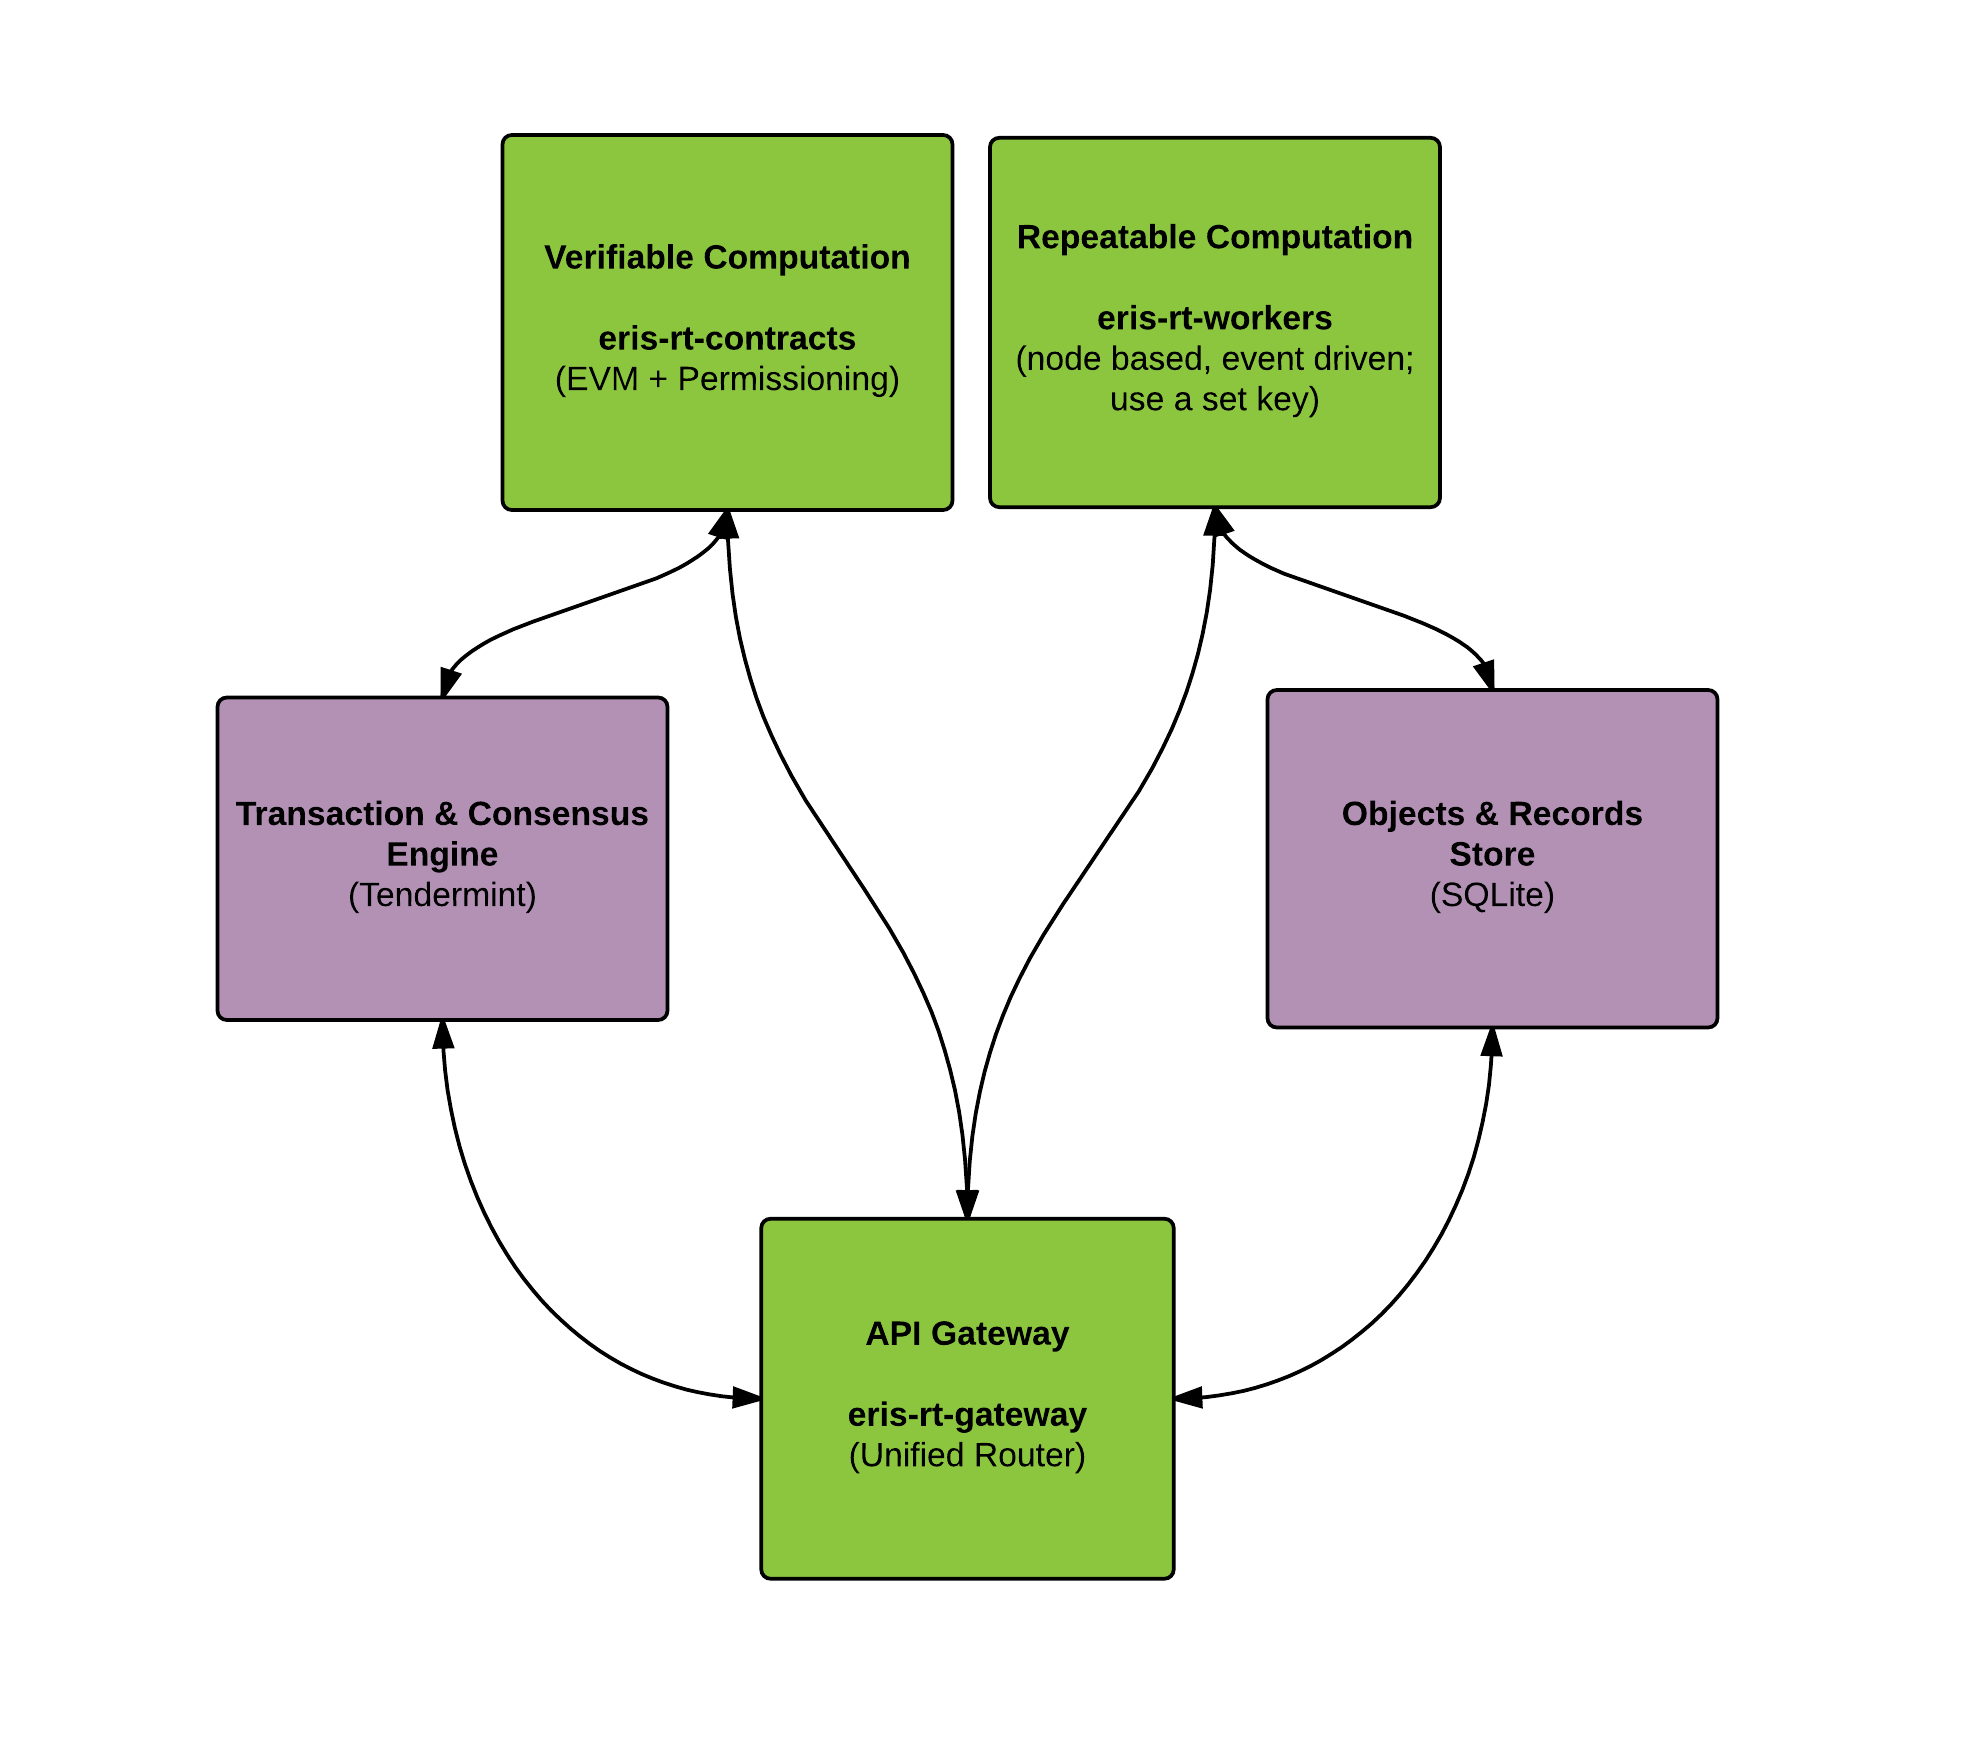 Verifiable Computation
eris-rt-contracts
(EVM + Permissioning)
Repeatable Computation
eris-rt-workers
(node based, event driven;
use a set key)
Transaction & Consensus
Engine
(Tendermint)
Objects & Records
Store
(SQLite)
API Gateway
eris-rt-gateway
(Unified Router)